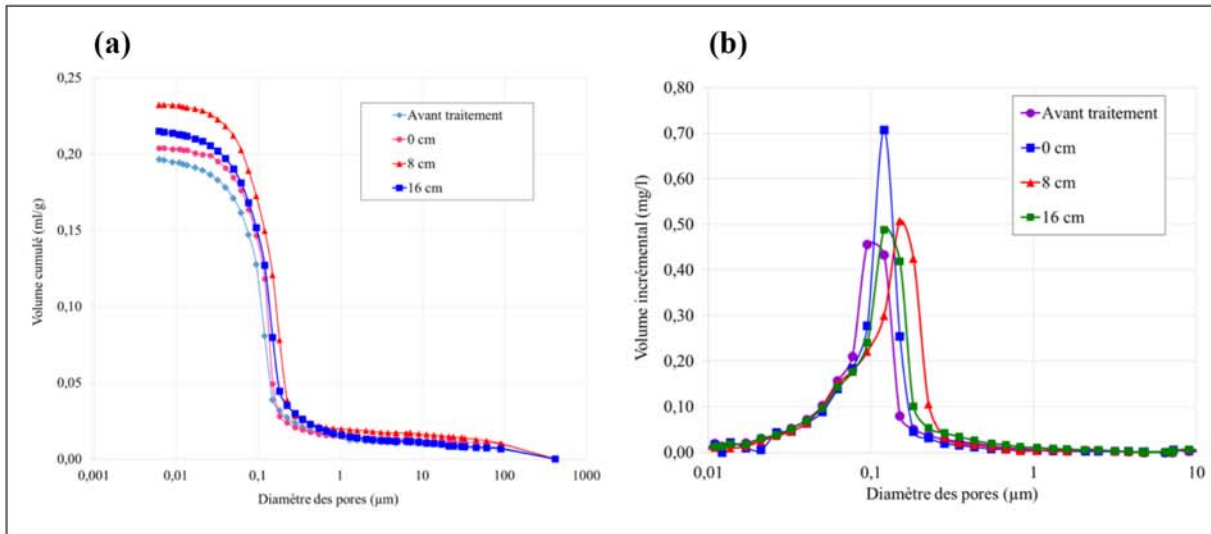 (a)
0,25
0,20
0,15
0,10
0,05
0,00
Volume cumulé (ml/g)
0,001
0,01
0,1
1
10
100
1000
Diamètre des pores (µm)
Avant traitement
0 cm
8 cm
16 cm
(b)
0,80
0,70
0,60
0,50
0,40
0,30
0,20
0,10
0,00
Volume incrémental (mg/l)
0,01
0,1
1
10
Diamètre des pores (µm)
Avant traitement
0 cm
8 cm
16 cm